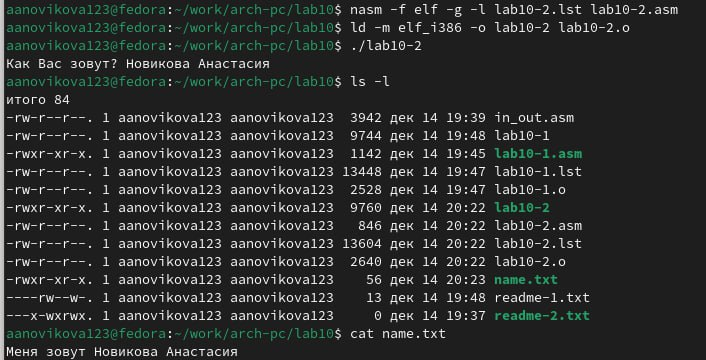 aanovikova123@fedora:~/work/arch-pc/lab10$ nasm -f elf -g -l lab10-2.lst lab10-2.asm
aanovikova123@fedora:~/work/arch-pc/lab10$ ld -m elf_i386 -o lab10-2 lab10-2.o
aanovikova123@fedora:~/work/arch-pc/lab10$ ./lab10-2
Как Вас зовут? Новикова Анастасия
aanovikova123@fedora:~/work/arch-pc/lab10$ ls -l
итого 84
-rw-r--r--. 1 aanovikova123 aanovikova123  3942 дек 14 19:39 in_out.asm
-rw-r--r--. 1 aanovikova123 aanovikova123  9744 дек 14 19:48 lab10-1
-rwxr-xr-x. 1 aanovikova123 aanovikova123  1142 дек 14 19:45 lab10-1.asm
-rw-r--r--. 1 aanovikova123 aanovikova123 13448 дек 14 19:47 lab10-1.lst
-rw-r--r--. 1 aanovikova123 aanovikova123  2528 дек 14 19:47 lab10-1.o
-rwxr-xr-x. 1 aanovikova123 aanovikova123  9760 дек 14 20:22 lab10-2
-rw-r--r--. 1 aanovikova123 aanovikova123   846 дек 14 20:22 lab10-2.asm
-rw-r--r--. 1 aanovikova123 aanovikova123 13604 дек 14 20:22 lab10-2.lst
-rw-r--r--. 1 aanovikova123 aanovikova123  2640 дек 14 20:22 lab10-2.o
-rwxr-xr-x. 1 aanovikova123 aanovikova123    56 дек 14 20:23 name.txt
----rw--w-. 1 aanovikova123 aanovikova123    13 дек 14 19:48 readme-1.txt
---x-wxrwx. 1 aanovikova123 aanovikova123     0 дек 14 19:37 readme-2.txt
aanovikova123@fedora:~/work/arch-pc/lab10$ cat name.txt
Меня зовут Новикова Анастасия